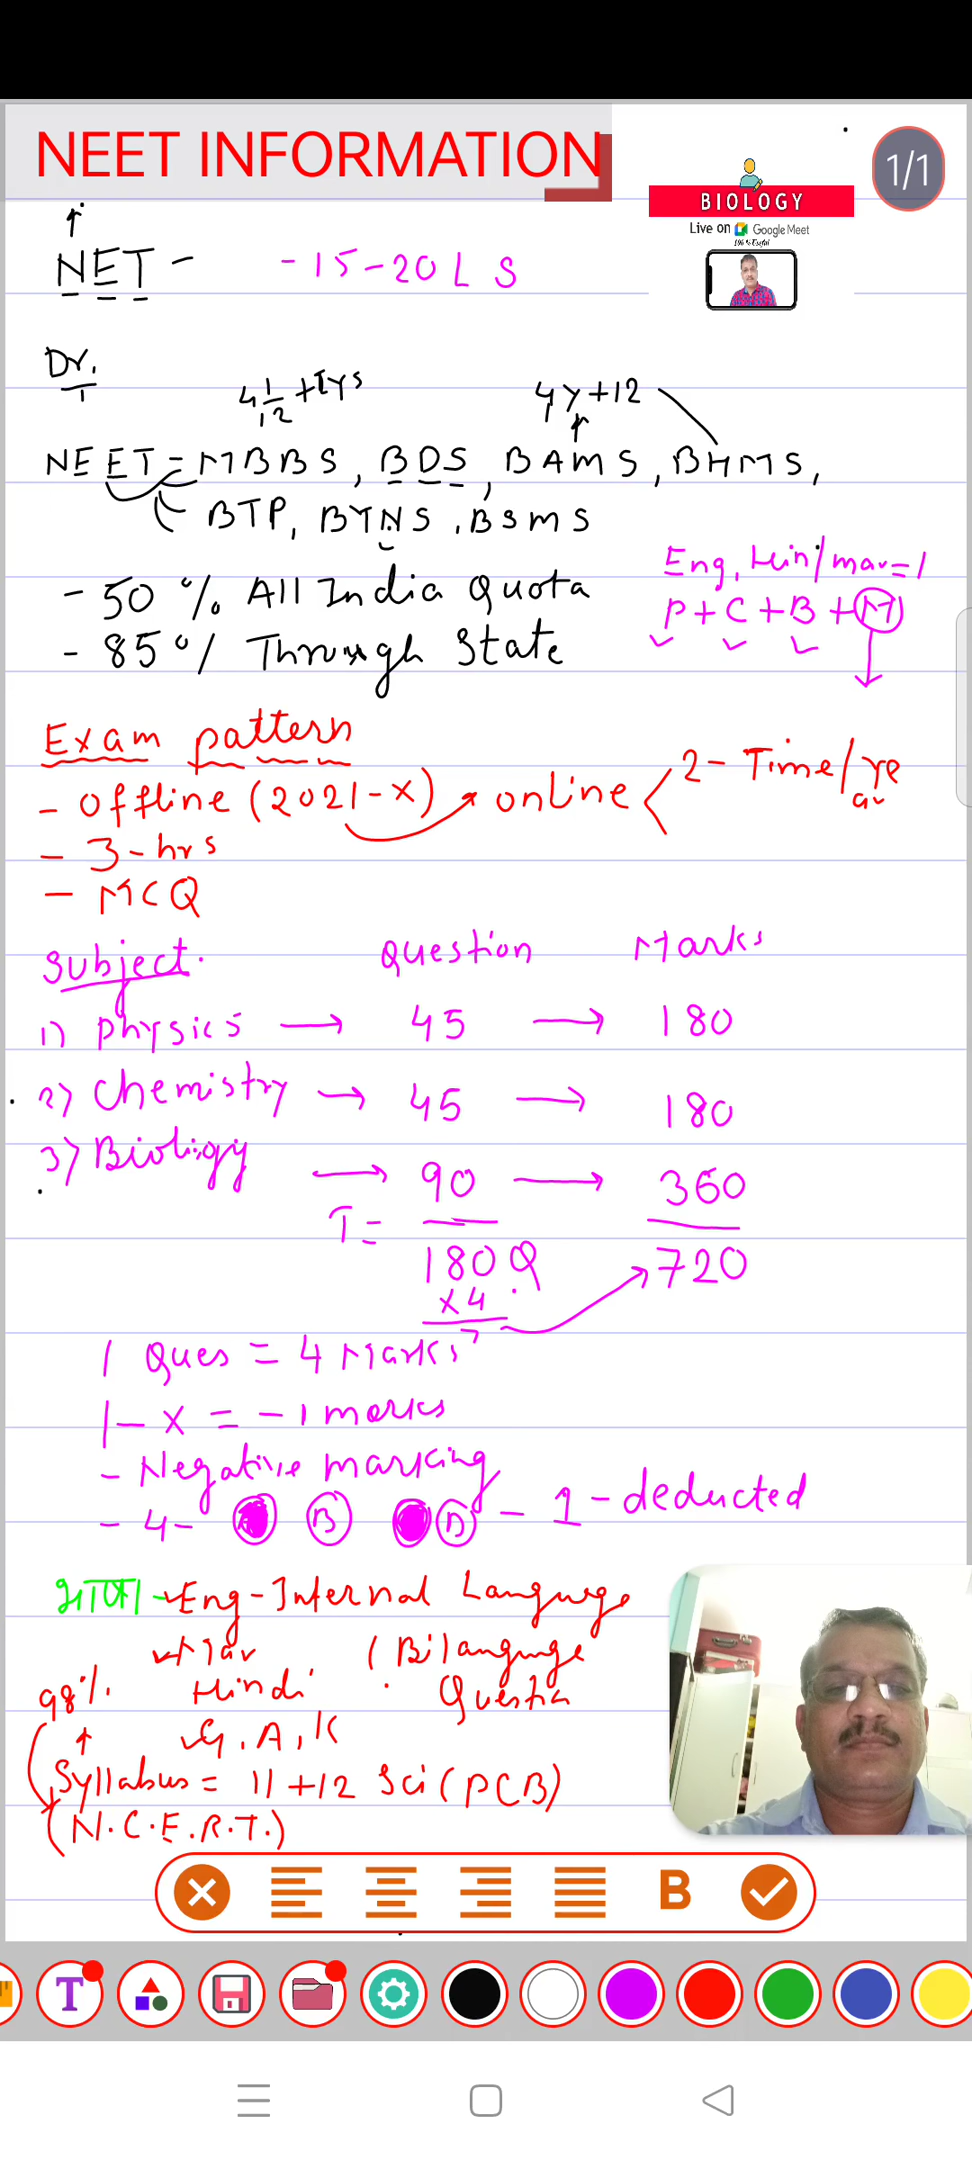 NEET INFORMATION
1/1
BIOLOGY
Live on Google Meet
NET - - 15-20 L S
Dr.
4 1/2 + 1 ys 4y+12
NEET = MBBS, BDS, BAMS, BHMS,
BTP, BYNS, BSMS
Eng, Hin/mar=1
- 50 % All India Quota
P+C+B+M
- 85% Through State
Exam pattern
- Offline (2021-X) online 2- Time/year
- 3-hrs
- MCQ
Subject. Question Marks
1) Physics → 45 → 180
2) Chemistry → 45 → 180
3) Biology → 90 → 360
T = 180 Q 720
x4
1 Ques = 4 Marks
1-x = -1 marks
- Negative marking
- 4- B D - 1-deducted
भाषा - Eng-Internal Language
Mar (Bilanguage
98% Hindi Questin
G, A, K
Syllabus = 11+12 Sci (PCB)
(N.C.E.R.T.)
B
T